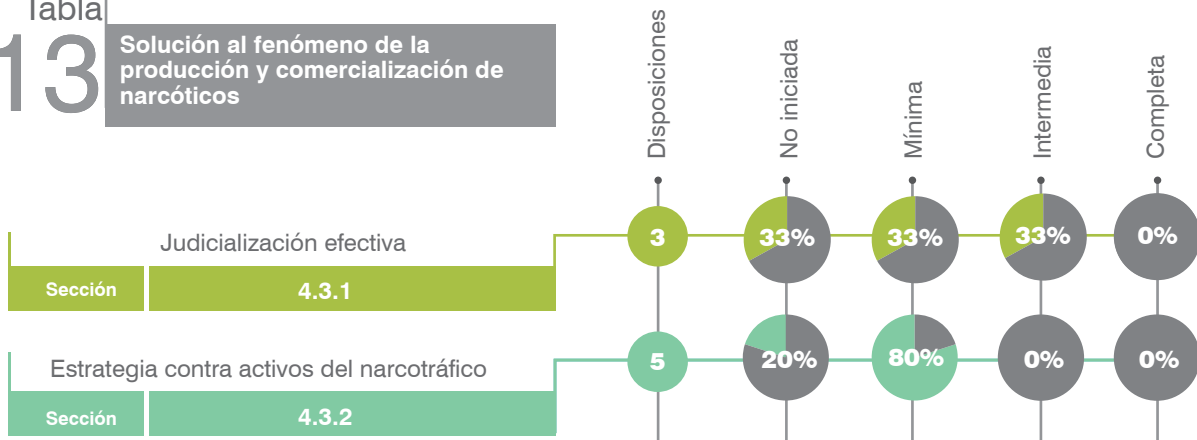 Tabla
13
Solución al fenómeno de la
producción y comercialización de
narcóticos
Disposiciones
No iniciada
Mínima
Intermedia
Completa
Judicialización efectiva
Sección 4.3.1
3 33% 33% 33% 0%
Estrategia contra activos del narcotráfico
Sección 4.3.2
5 20% 80% 0% 0%